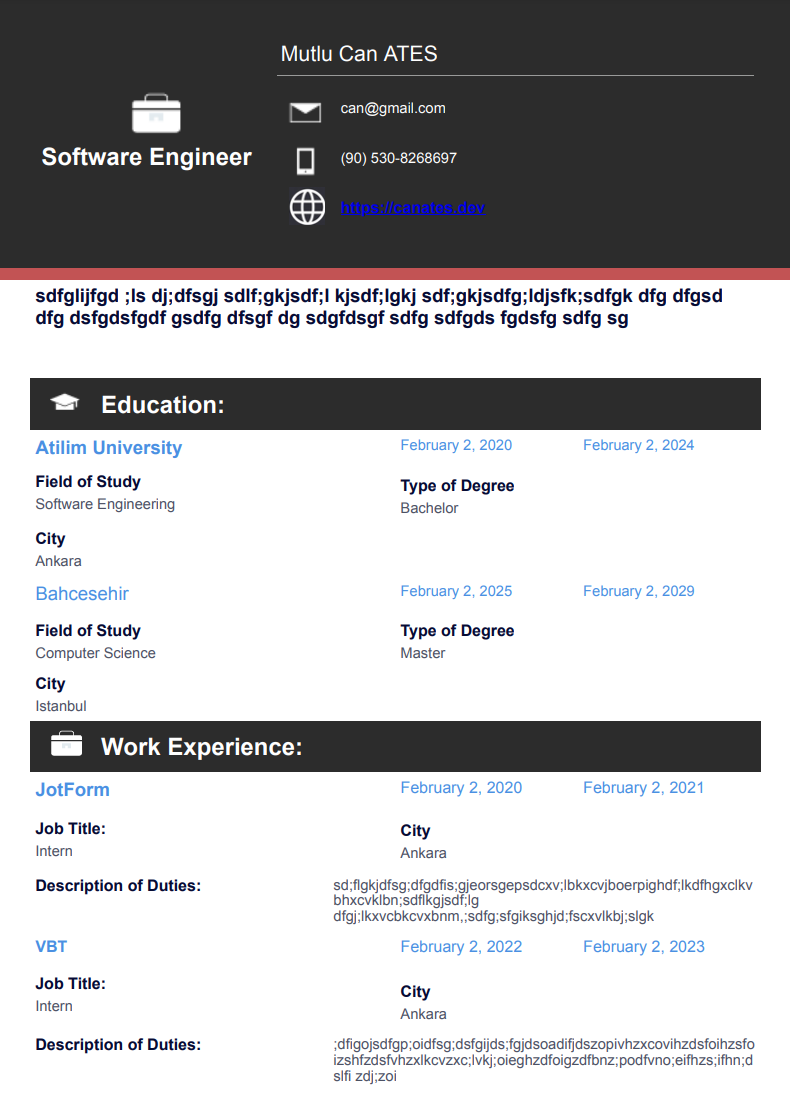 Mutlu Can ATES
can@gmail.com
Software Engineer
(90) 530-8268697
https://canates.dev
sdfglijfgd ;ls dj;dfsgj sdlf;gkjsdf;l kjsdf;lgkj sdf;gkjsdfg;ldjsfk;sdfgk dfg dfgsd
dfg dsfgdsfgdf gsdfg dfsgf dg sdgfdsgf sdfg sdfgds fgdsfg sdfg sg
Education:
Atilim University February 2, 2020 February 2, 2024
Field of Study Type of Degree
Software Engineering Bachelor
City
Ankara
Bahcesehir February 2, 2025 February 2, 2029
Field of Study Type of Degree
Computer Science Master
City
Istanbul
Work Experience:
JotForm February 2, 2020 February 2, 2021
Job Title: City
Intern Ankara
Description of Duties: sd;flgkjdfsg;dfgdfis;gjeorsgepsdcxv;lbkxcvjboerpighdf;lkdfhgxclkv
bhxcvklbn;sdflkgjsdf;lg
dfgj;lkxvcbkcvxbnm,;sdfg;sfgiksghjd;fscxvlkbj;slgk
VBT February 2, 2022 February 2, 2023
Job Title: City
Intern Ankara
Description of Duties: ;dfigojsdfgp;oidfsg;dsfgijds;fgjdsoadifjdszopivhzxcovihzdsfoihzsfo
izshfzdsfvhzxlkcvzxc;lvkj;oieghzdfoigzdfbnz;podfvno;eifhzs;ifhn;d
slfi zdj;zoi